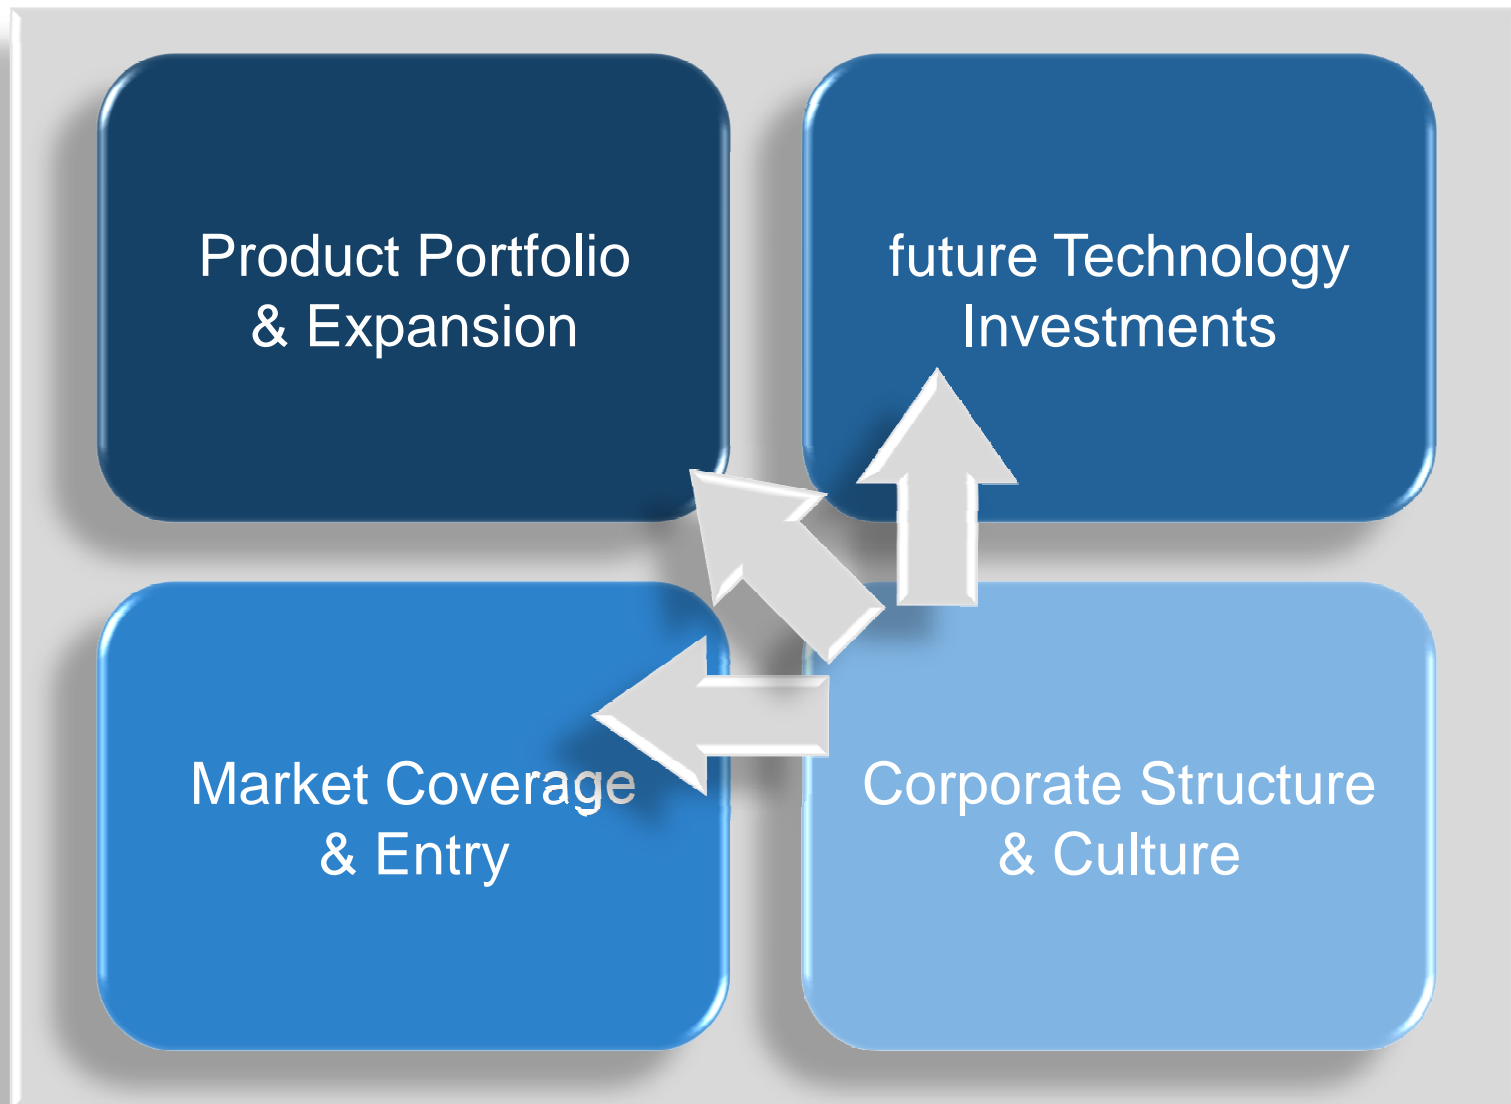 Product Portfolio
& Expansion
future Technology
Investments
Market Coverage
& Entry
Corporate Structure
& Culture